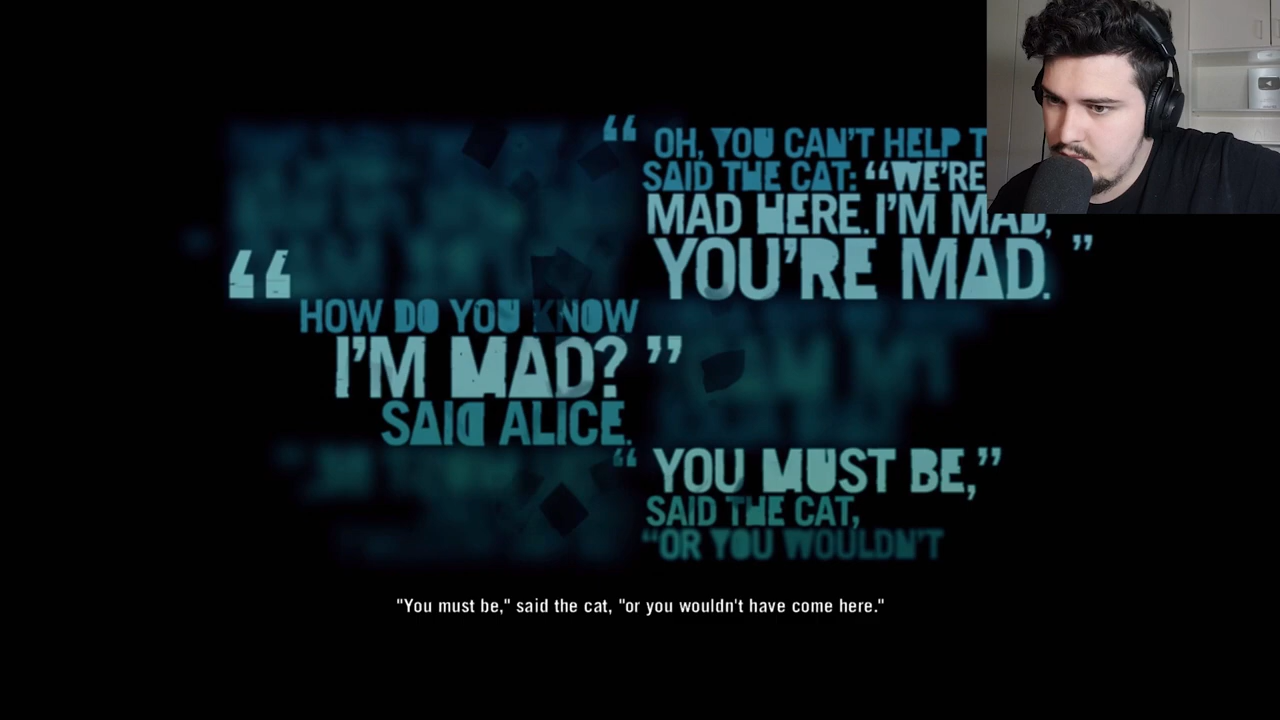 “ OH, YOU CAN’T HELP T
SAID THE CAT: “WE’RE
MAD HERE. I’M MAD,
YOU’RE MAD. ”
“ HOW DO YOU KNOW
I’M MAD? ”
SAID ALICE.
“ YOU MUST BE,”
SAID THE CAT,
“OR YOU WOULDN’T
"You must be," said the cat, "or you wouldn't have come here."